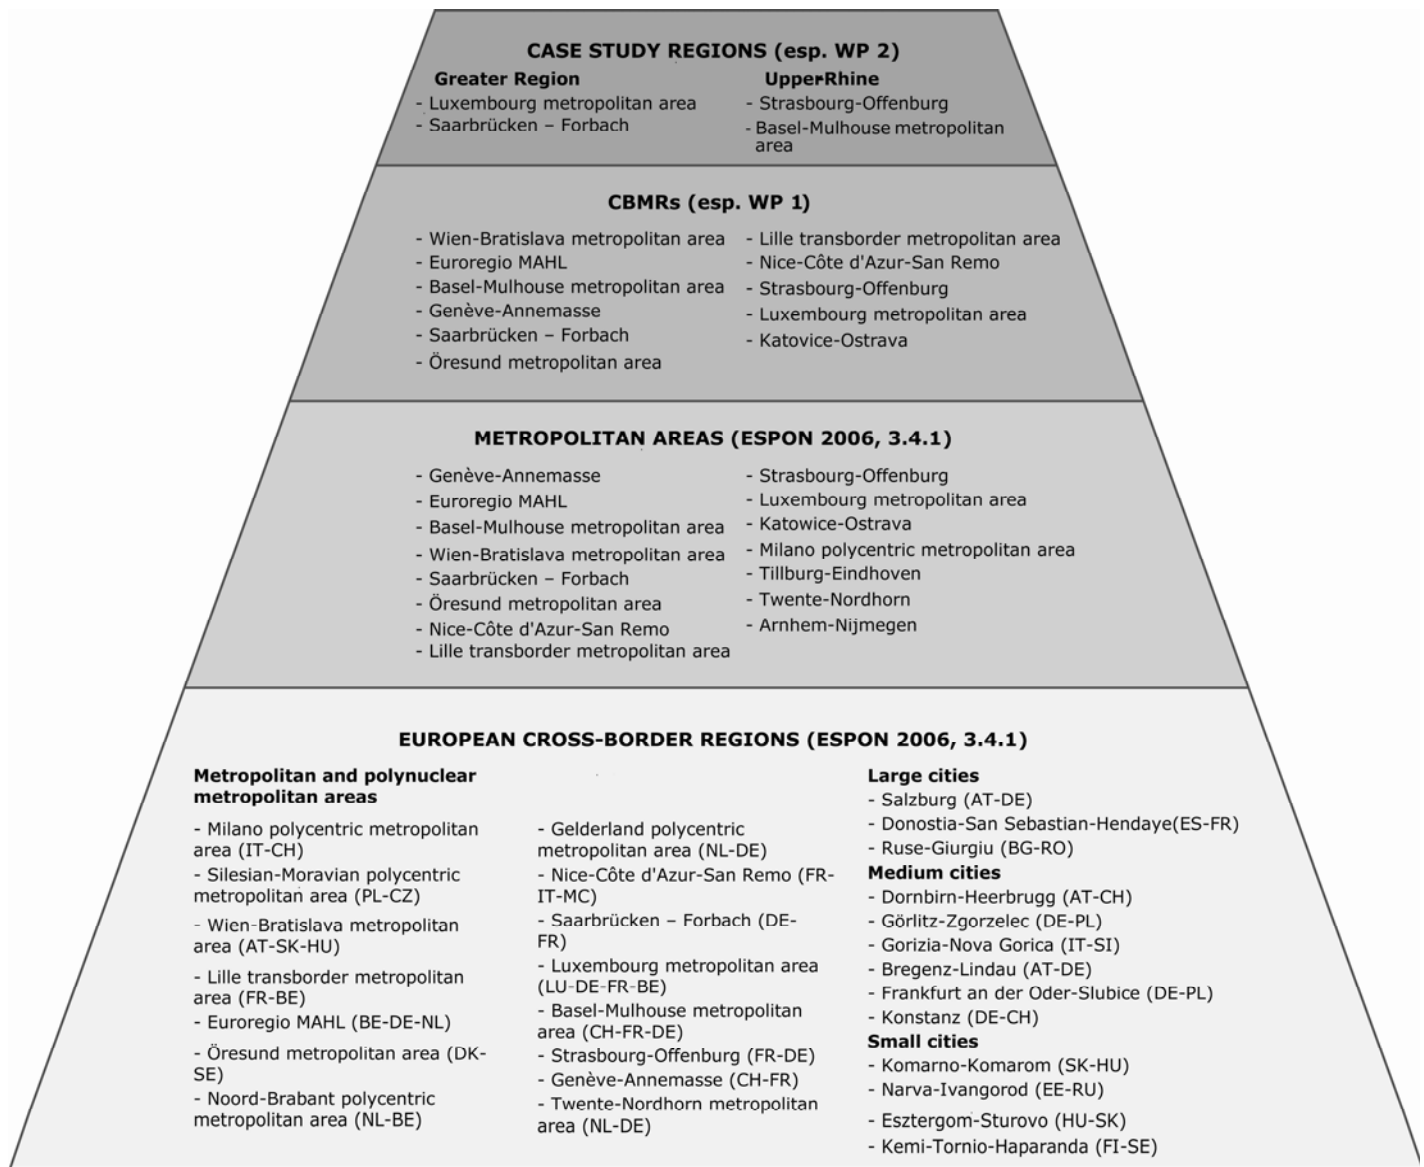 CASE STUDY REGIONS (esp. WP 2)
Greater Region
- Luxembourg metropolitan area
- Saarbrücken – Forbach
Upper-Rhine
- Strasbourg-Offenburg
- Basel-Mulhouse metropolitan
area
CBMRs (esp. WP 1)
- Wien-Bratislava metropolitan area
- Euroregio MAHL
- Basel-Mulhouse metropolitan area
- Genève-Annemasse
- Saarbrücken – Forbach
- Öresund metropolitan area
- Lille transborder metropolitan area
- Nice-Côte d'Azur-San Remo
- Strasbourg-Offenburg
- Luxembourg metropolitan area
- Katovice-Ostrava
METROPOLITAN AREAS (ESPON 2006, 3.4.1)
- Genève-Annemasse
- Euroregio MAHL
- Basel-Mulhouse metropolitan area
- Wien-Bratislava metropolitan area
- Saarbrücken – Forbach
- Öresund metropolitan area
- Nice-Côte d'Azur-San Remo
- Lille transborder metropolitan area
- Strasbourg-Offenburg
- Luxembourg metropolitan area
- Katowice-Ostrava
- Milano polycentric metropolitan area
- Tillburg-Eindhoven
- Twente-Nordhorn
- Arnhem-Nijmegen
EUROPEAN CROSS-BORDER REGIONS (ESPON 2006, 3.4.1)
Metropolitan and polynuclear
metropolitan areas
- Milano polycentric metropolitan
area (IT-CH)
- Silesian-Moravian polycentric
metropolitan area (PL-CZ)
- Wien-Bratislava metropolitan
area (AT-SK-HU)
- Lille transborder metropolitan
area (FR-BE)
- Euroregio MAHL (BE-DE-NL)
- Öresund metropolitan area (DK-
SE)
- Noord-Brabant polycentric
metropolitan area (NL-BE)
- Gelderland polycentric
metropolitan area (NL-DE)
- Nice-Côte d'Azur-San Remo (FR-
IT-MC)
- Saarbrücken – Forbach (DE-
FR)
- Luxembourg metropolitan area
(LU-DE-FR-BE)
- Basel-Mulhouse metropolitan
area (CH-FR-DE)
- Strasbourg-Offenburg (FR-DE)
- Genève-Annemasse (CH-FR)
- Twente-Nordhorn metropolitan
area (NL-DE)
Large cities
- Salzburg (AT-DE)
- Donostia-San Sebastian-Hendaye(ES-FR)
- Ruse-Giurgiu (BG-RO)
Medium cities
- Dornbirn-Heerbrugg (AT-CH)
- Görlitz-Zgorzelec (DE-PL)
- Gorizia-Nova Gorica (IT-SI)
- Bregenz-Lindau (AT-DE)
- Frankfurt an der Oder-Slubice (DE-PL)
- Konstanz (DE-CH)
Small cities
- Komarno-Komarom (SK-HU)
- Narva-Ivangorod (EE-RU)
- Esztergom-Sturovo (HU-SK)
- Kemi-Tornio-Haparanda (FI-SE)